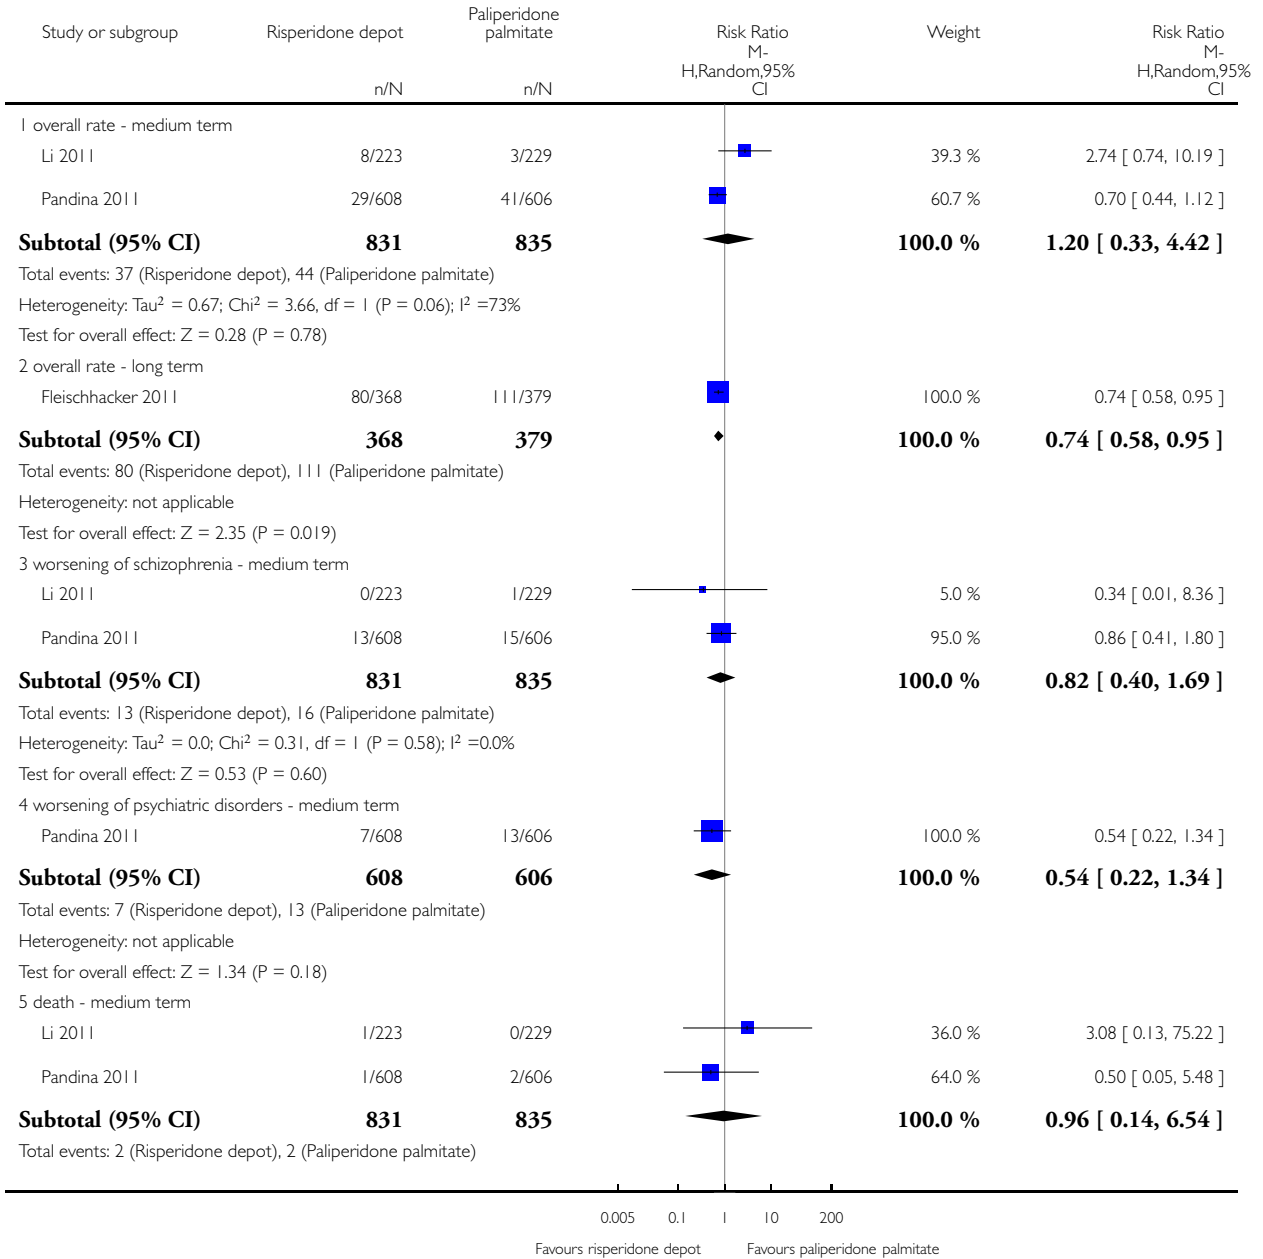 Study or subgroup Risperidone depot Paliperidone palmitate Risk Ratio Weight Risk Ratio
n/N n/N M-H,Random,95% CI M-H,Random,95% CI
1 overall rate - medium term
Li 2011 8/223 3/229 39.3 % 2.74 [ 0.74, 10.19 ]
Pandina 2011 29/608 41/606 60.7 % 0.70 [ 0.44, 1.12 ]
Subtotal (95% CI) 831 835 100.0 % 1.20 [ 0.33, 4.42 ]
Total events: 37 (Risperidone depot), 44 (Paliperidone palmitate)
Heterogeneity: Tau² = 0.67; Chi² = 3.66, df = 1 (P = 0.06); I² =73%
Test for overall effect: Z = 0.28 (P = 0.78)
2 overall rate - long term
Fleischhacker 2011 80/368 111/379 100.0 % 0.74 [ 0.58, 0.95 ]
Subtotal (95% CI) 368 379 100.0 % 0.74 [ 0.58, 0.95 ]
Total events: 80 (Risperidone depot), 111 (Paliperidone palmitate)
Heterogeneity: not applicable
Test for overall effect: Z = 2.35 (P = 0.019)
3 worsening of schizophrenia - medium term
Li 2011 0/223 1/229 5.0 % 0.34 [ 0.01, 8.36 ]
Pandina 2011 13/608 15/606 95.0 % 0.86 [ 0.41, 1.80 ]
Subtotal (95% CI) 831 835 100.0 % 0.82 [ 0.40, 1.69 ]
Total events: 13 (Risperidone depot), 16 (Paliperidone palmitate)
Heterogeneity: Tau² = 0.0; Chi² = 0.31, df = 1 (P = 0.58); I² =0.0%
Test for overall effect: Z = 0.53 (P = 0.60)
4 worsening of psychiatric disorders - medium term
Pandina 2011 7/608 13/606 100.0 % 0.54 [ 0.22, 1.34 ]
Subtotal (95% CI) 608 606 100.0 % 0.54 [ 0.22, 1.34 ]
Total events: 7 (Risperidone depot), 13 (Paliperidone palmitate)
Heterogeneity: not applicable
Test for overall effect: Z = 1.34 (P = 0.18)
5 death - medium term
Li 2011 1/223 0/229 36.0 % 3.08 [ 0.13, 75.22 ]
Pandina 2011 1/608 2/606 64.0 % 0.50 [ 0.05, 5.48 ]
Subtotal (95% CI) 831 835 100.0 % 0.96 [ 0.14, 6.54 ]
Total events: 2 (Risperidone depot), 2 (Paliperidone palmitate)
0.005 0.1 1 10 200
Favours risperidone depot Favours paliperidone palmitate